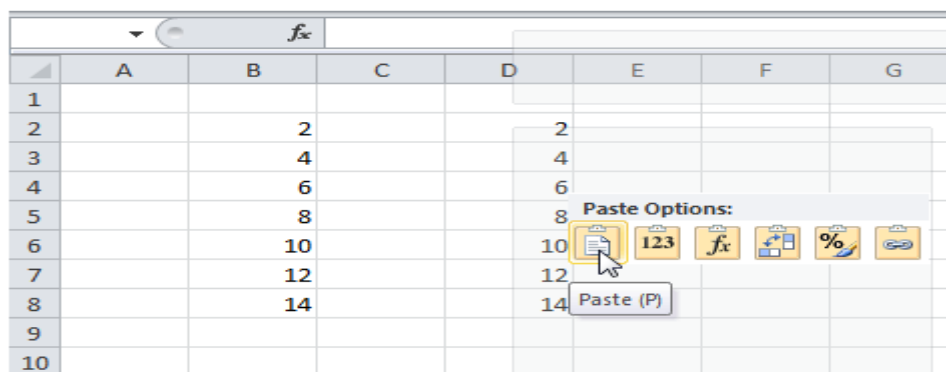 fx
A B C D E F G
1
2 2 2
3 4 4
4 6 6
5 8 8 Paste Options:
6 10 10 123 fx %
7 12 12
8 14 14 Paste (P)
9
10